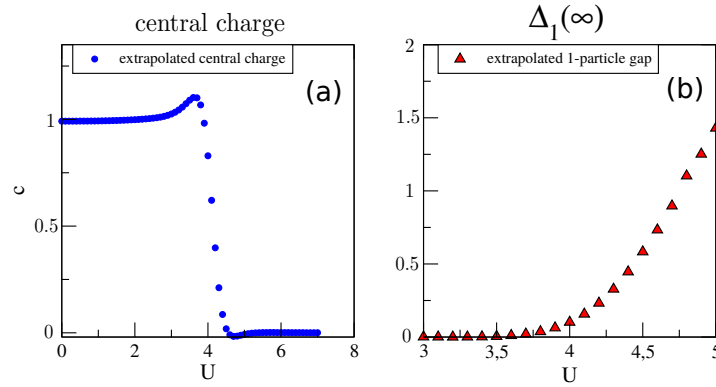 central charge
extrapolated central charge
(a)
c
1
0.5
0
0 2 4 6 8
U
Δ₁(∞)
extrapolated 1-particle gap
(b)
2
1.5
1
0.5
0
3 3,5 4 4,5 5
U